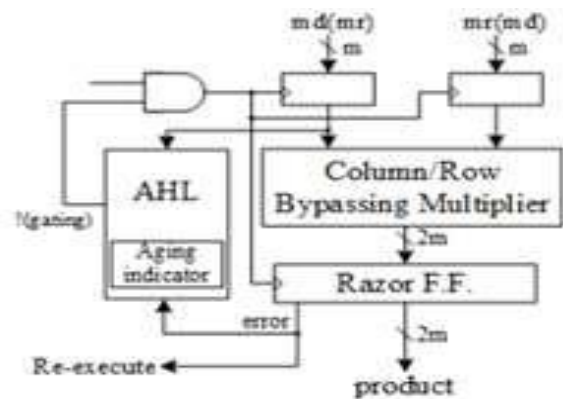 md(mr)
mr(md)
m
m
AHL
Column/Row
Bypassing Multiplier
!(gating)
Aging
indicator
2m
Razor F.F.
error
2m
Re-execute
product